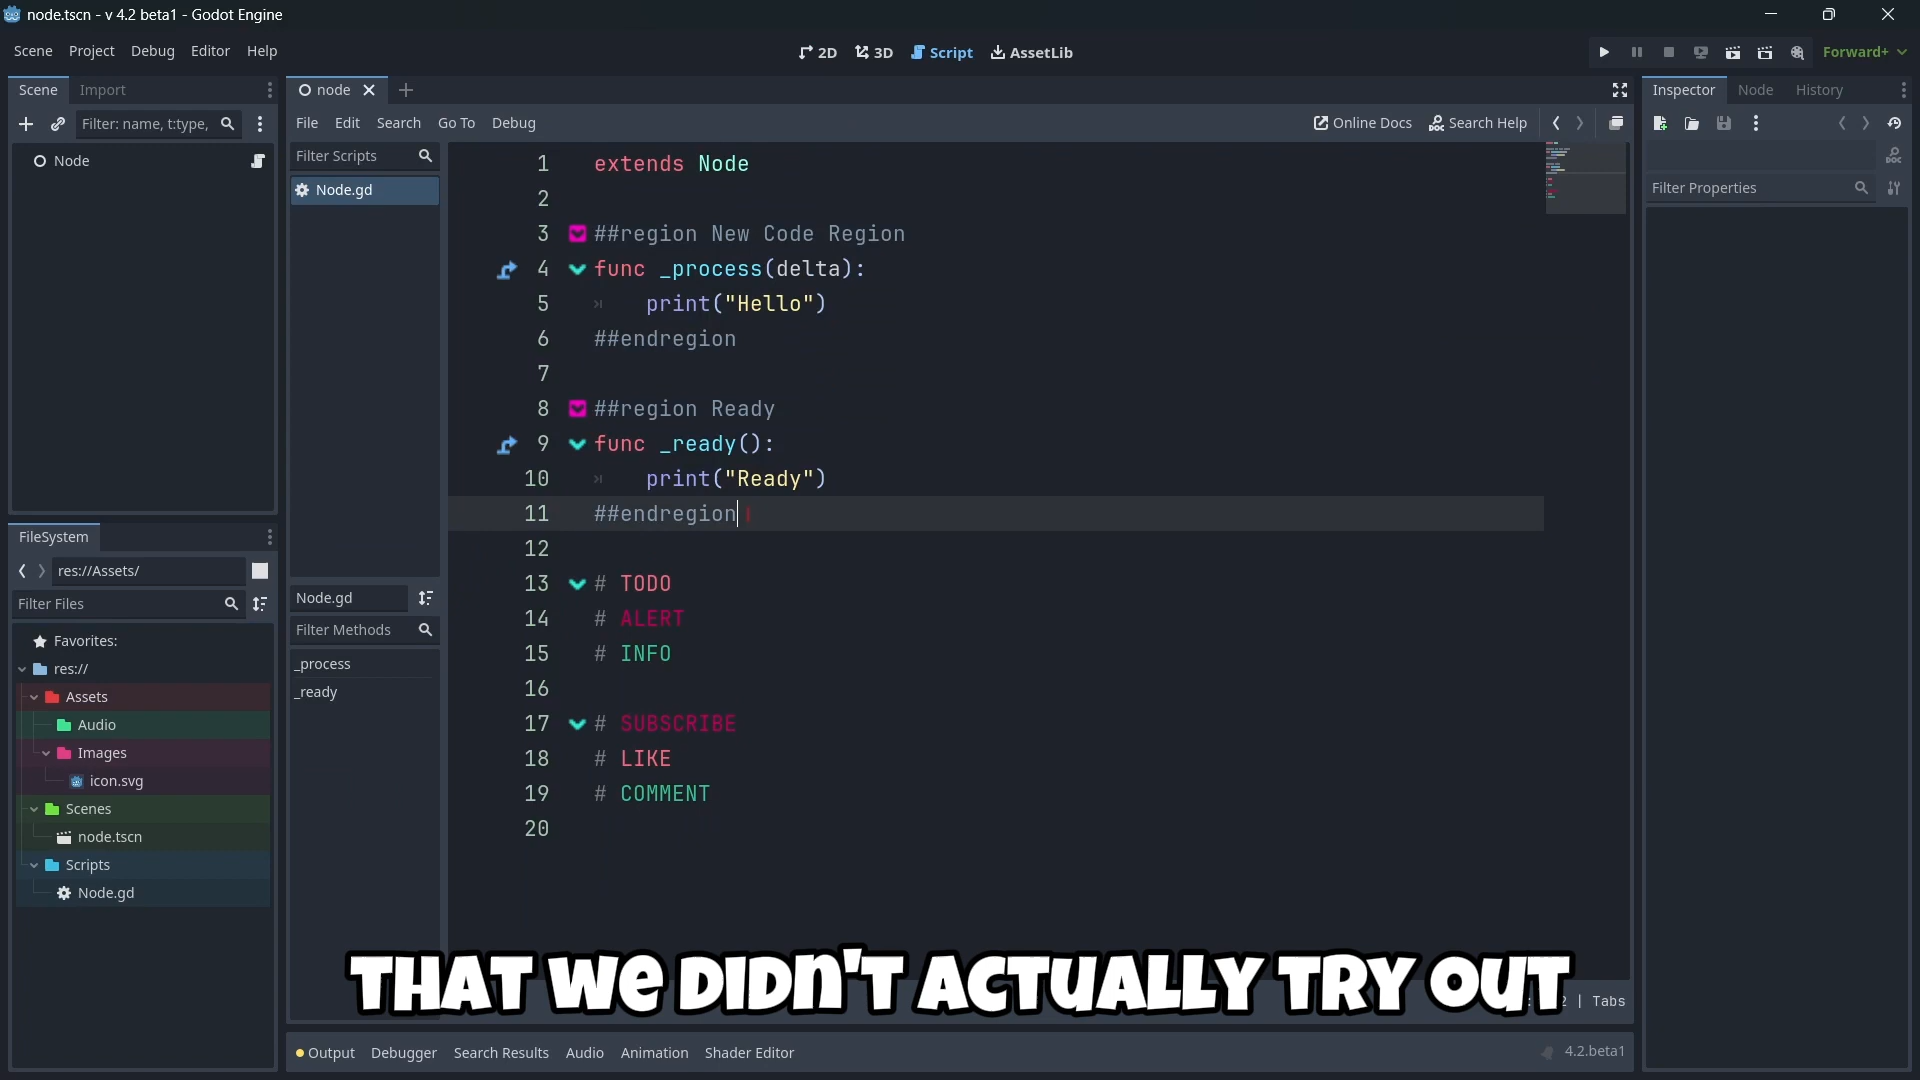 node.tscn - v 4.2 beta1 - Godot Engine
Scene Project Debug Editor Help
2D 3D Script AssetLib
Forward+
Scene Import
node
Inspector Node History
Filter: name, t:type,
File Edit Search Go To Debug
Online Docs Search Help
Node
Filter Scripts
Node.gd
Filter Properties
1 extends Node
2
3 ##region New Code Region
4 func _process(delta):
5 print("Hello")
6 ##endregion
7
8 ##region Ready
9 func _ready():
10 print("Ready")
11 ##endregion
12
13 # TODO
14 # ALERT
15 # INFO
16
17 # SUBSCRIBE
18 # LIKE
19 # COMMENT
20
FileSystem
res://Assets/
Filter Files
Favorites:
res://
Assets
Audio
Images
icon.svg
Scenes
node.tscn
Scripts
Node.gd
Node.gd
Filter Methods
_process
_ready
THAT WE DIDN'T ACTUALLY TRY OUT
| Tabs
Output Debugger Search Results Audio Animation Shader Editor
4.2.beta1